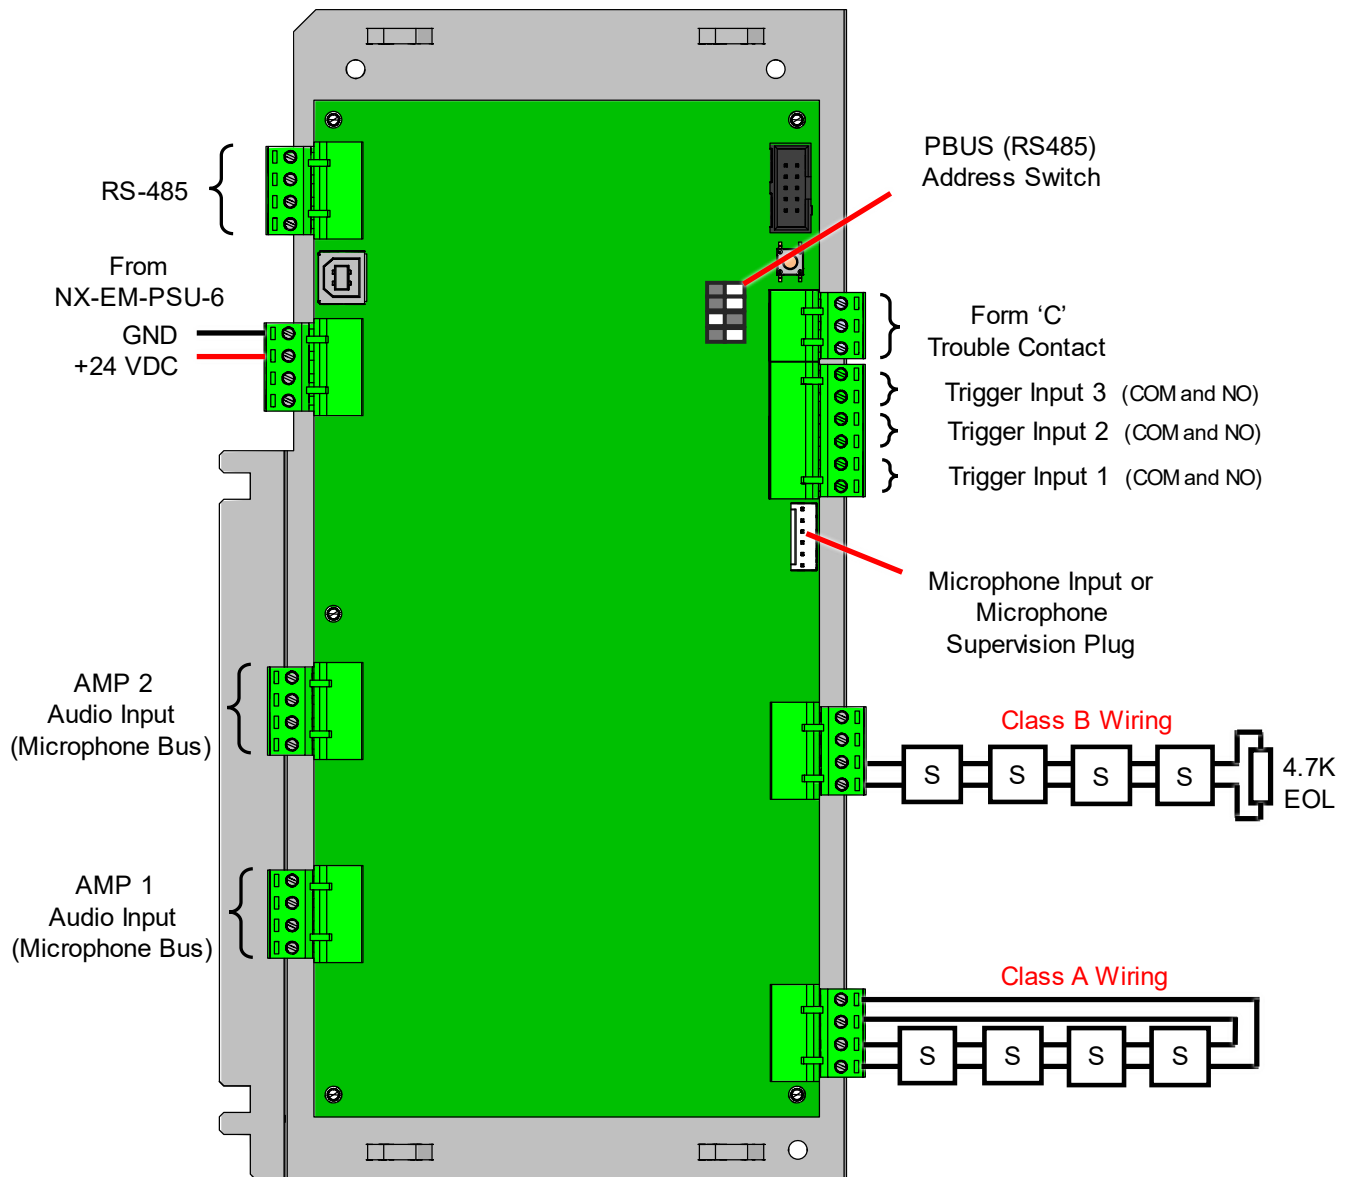 PBUS (RS485)
Address Switch
RS-485
From
NX-EM-PSU-6
GND
+24 VDC
Form ‘C’
Trouble Contact
Trigger Input 3 (COM and NO)
Trigger Input 2 (COM and NO)
Trigger Input 1 (COM and NO)
Microphone Input or
Microphone
Supervision Plug
AMP 2
Audio Input
(Microphone Bus)
Class B Wiring
S S S S
4.7K
EOL
AMP 1
Audio Input
(Microphone Bus)
Class A Wiring
S S S S